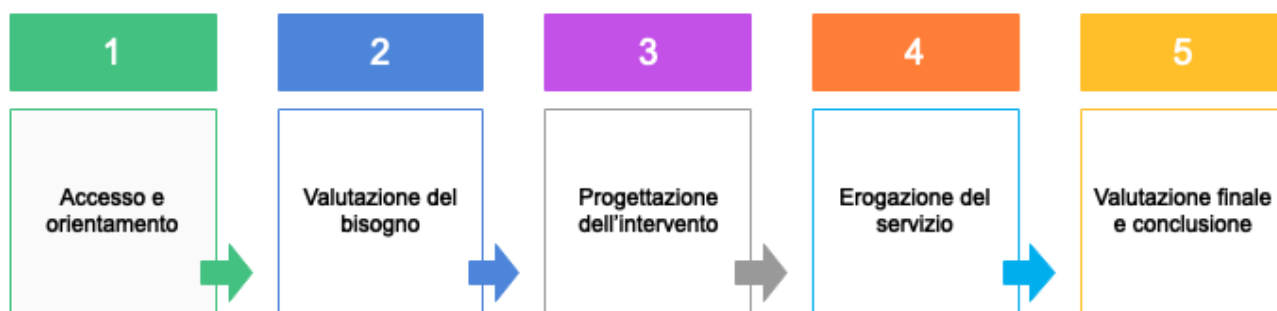 1
2
3
4
5
Accesso e
orientamento
Valutazione del
bisogno
Progettazione
dell'intervento
Erogazione del
servizio
Valutazione finale
e conclusione